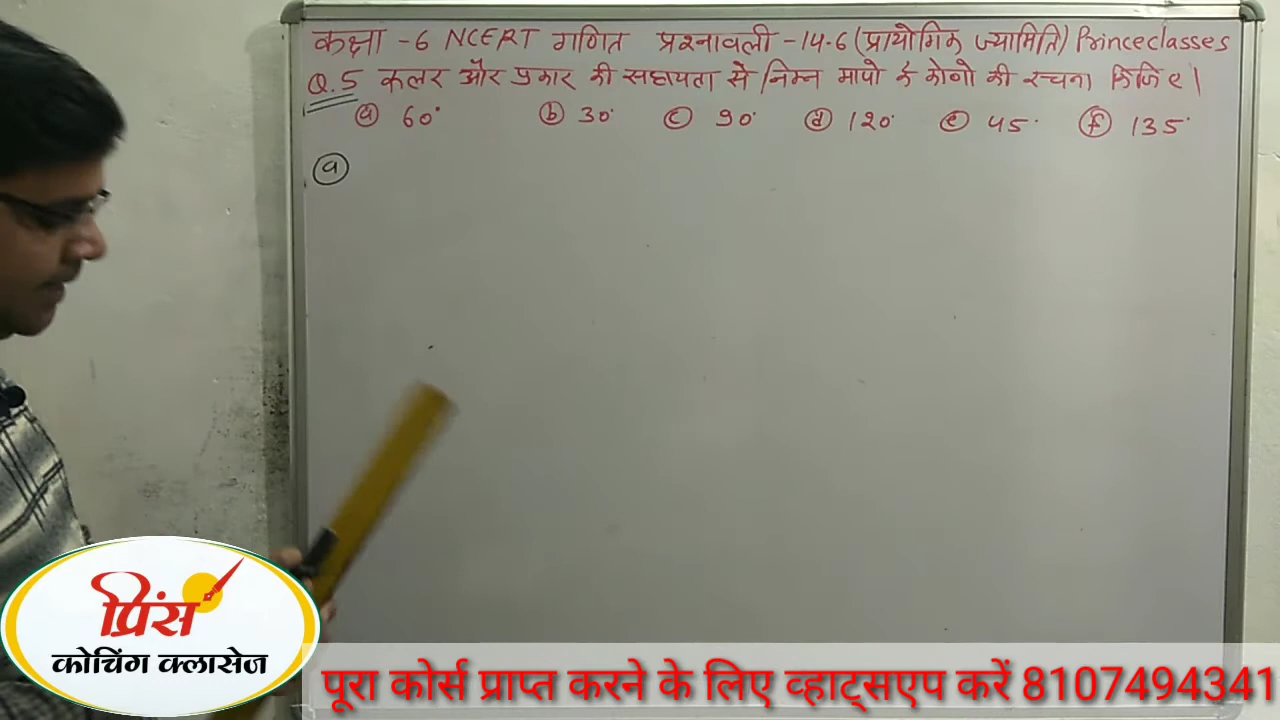 कक्षा -6 NCERT गणित प्रश्नावली -14.6 (प्रायोगिक ज्यामिति) Princeclasses
Q.5 रूलर और प्रकार की सहायता से निम्न मापो के कोणो की रचना किजिए।
(a) 60° (b) 30° (c) 90° (d) 120° (e) 45° (f) 135°
(a)
प्रिंस
कोचिंग क्लासेज
पूरा कोर्स प्राप्त करने के लिए व्हाट्सएप करें 8107494341